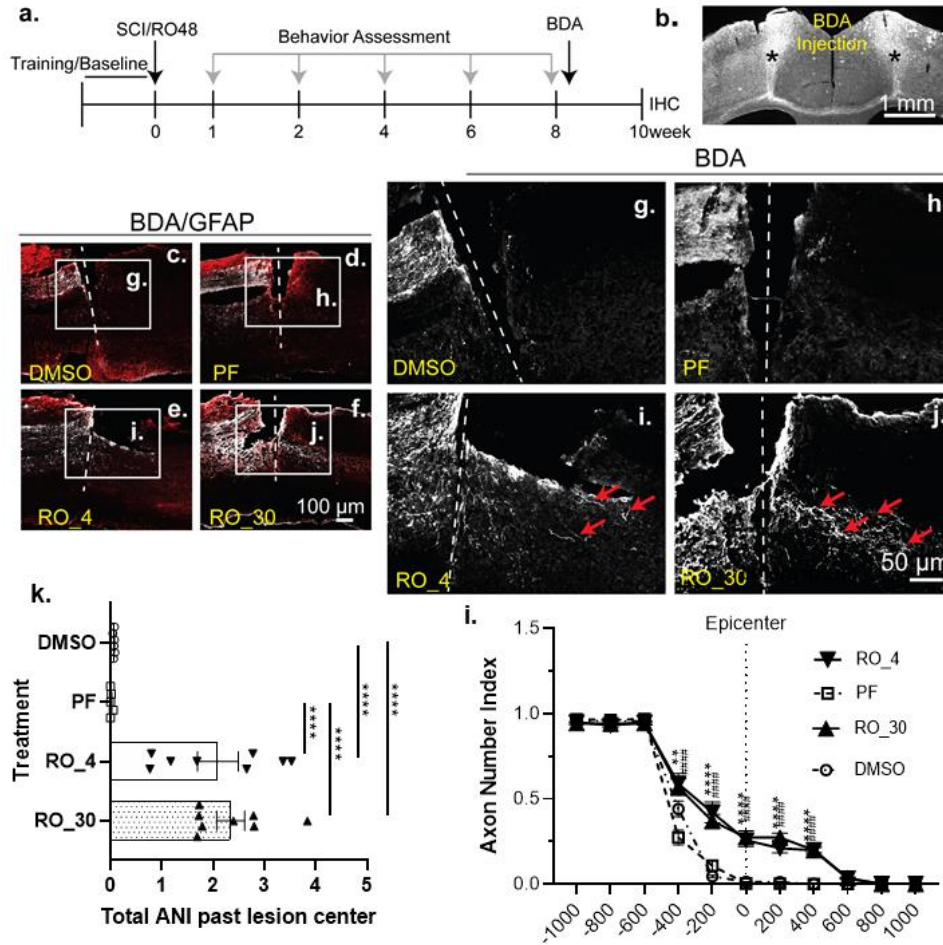 a.
SCI/RO48
BDA
Behavior Assessment
Training/Baseline
IHC
0 1 2 4 6 8 10week
b.
BDA
Injection
* *
1 mm
BDA/GFAP
BDA
c.
g.
DMSO
d.
h.
PF
e.
i.
RO_4
f.
j.
RO_30
100 µm
g.
DMSO
h.
PF
i.
RO_4
j.
RO_30
50 µm
k.
DMSO
PF
RO_4
RO_30
Treatment
****
****
****
****
0 1 2 3 4 5
Total ANI past lesion center
i.
Epicenter
RO_4
PF
RO_30
DMSO
Axon Number Index
1.5
1.0
0.5
0.0
**
####
****
####
****
####
****
####
****
####
-1000 -800 -600 -400 -200 0 200 400 600 800 1000